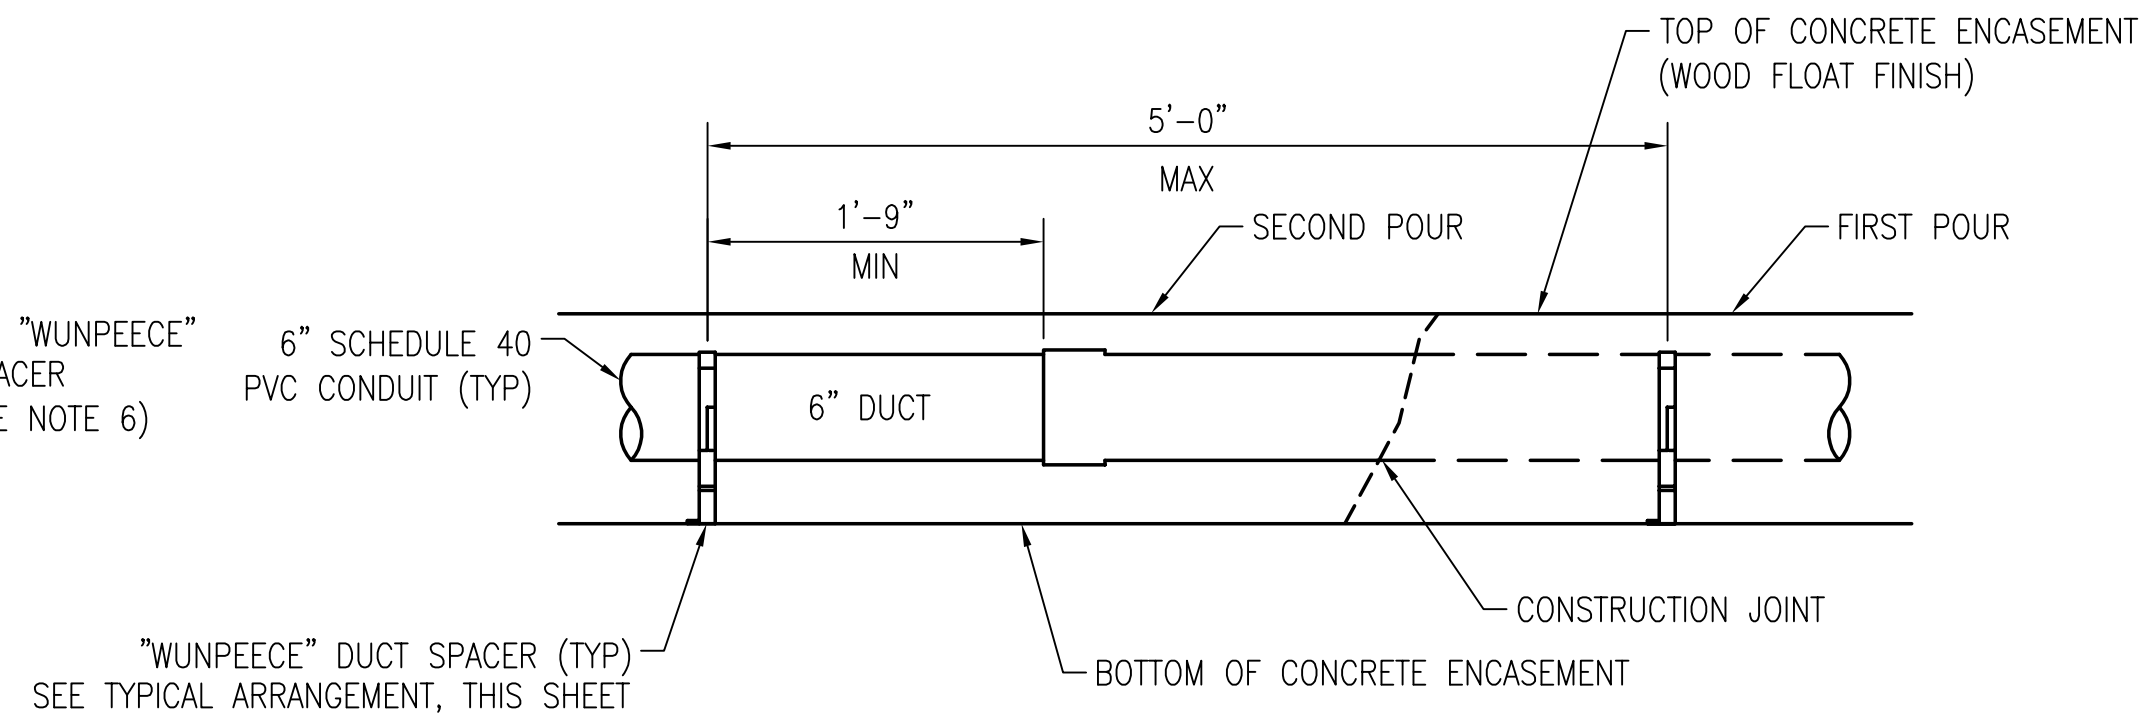 TOP OF CONCRETE ENCASEMENT
(WOOD FLOAT FINISH)
5'-0"
MAX
1'-9"
MIN
SECOND POUR
FIRST POUR
"WUNPEECE"
ACER
E NOTE 6)
6" SCHEDULE 40
PVC CONDUIT (TYP)
6" DUCT
CONSTRUCTION JOINT
"WUNPEECE" DUCT SPACER (TYP)
SEE TYPICAL ARRANGEMENT, THIS SHEET
BOTTOM OF CONCRETE ENCASEMENT